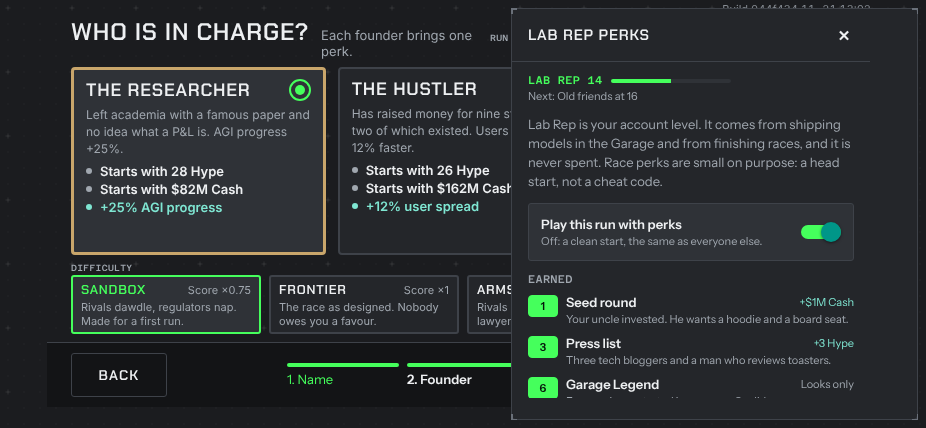 WHO IS IN CHARGE?
Each founder brings one
perk.
RUN
THE RESEARCHER
Left academia with a famous paper and
no idea what a P&L is. AGI progress
+25%.
Starts with 28 Hype
Starts with $82M Cash
+25% AGI progress
THE HUSTLER
Has raised money for nine
two of which existed. Users
12% faster.
Starts with 26 Hype
Starts with $162M Cash
+12% user spread
DIFFICULTY
SANDBOX
Score ×0.75
Rivals dawdle, regulators nap.
Made for a first run.
FRONTIER
Score ×1
The race as designed. Nobody
owes you a favour.
ARMS
Rivals
lawyer
BACK
1. Name
2. Founder
LAB REP PERKS
LAB REP 14
Next: Old friends at 16
Lab Rep is your account level. It comes from shipping
models in the Garage and from finishing races, and it is
never spent. Race perks are small on purpose: a head
start, not a cheat code.
Play this run with perks
Off: a clean start, the same as everyone else.
EARNED
1
Seed round
+$1M Cash
Your uncle invested. He wants a hoodie and a board seat.
3
Press list
+3 Hype
Three tech bloggers and a man who reviews toasters.
6
Garage Legend
Looks only